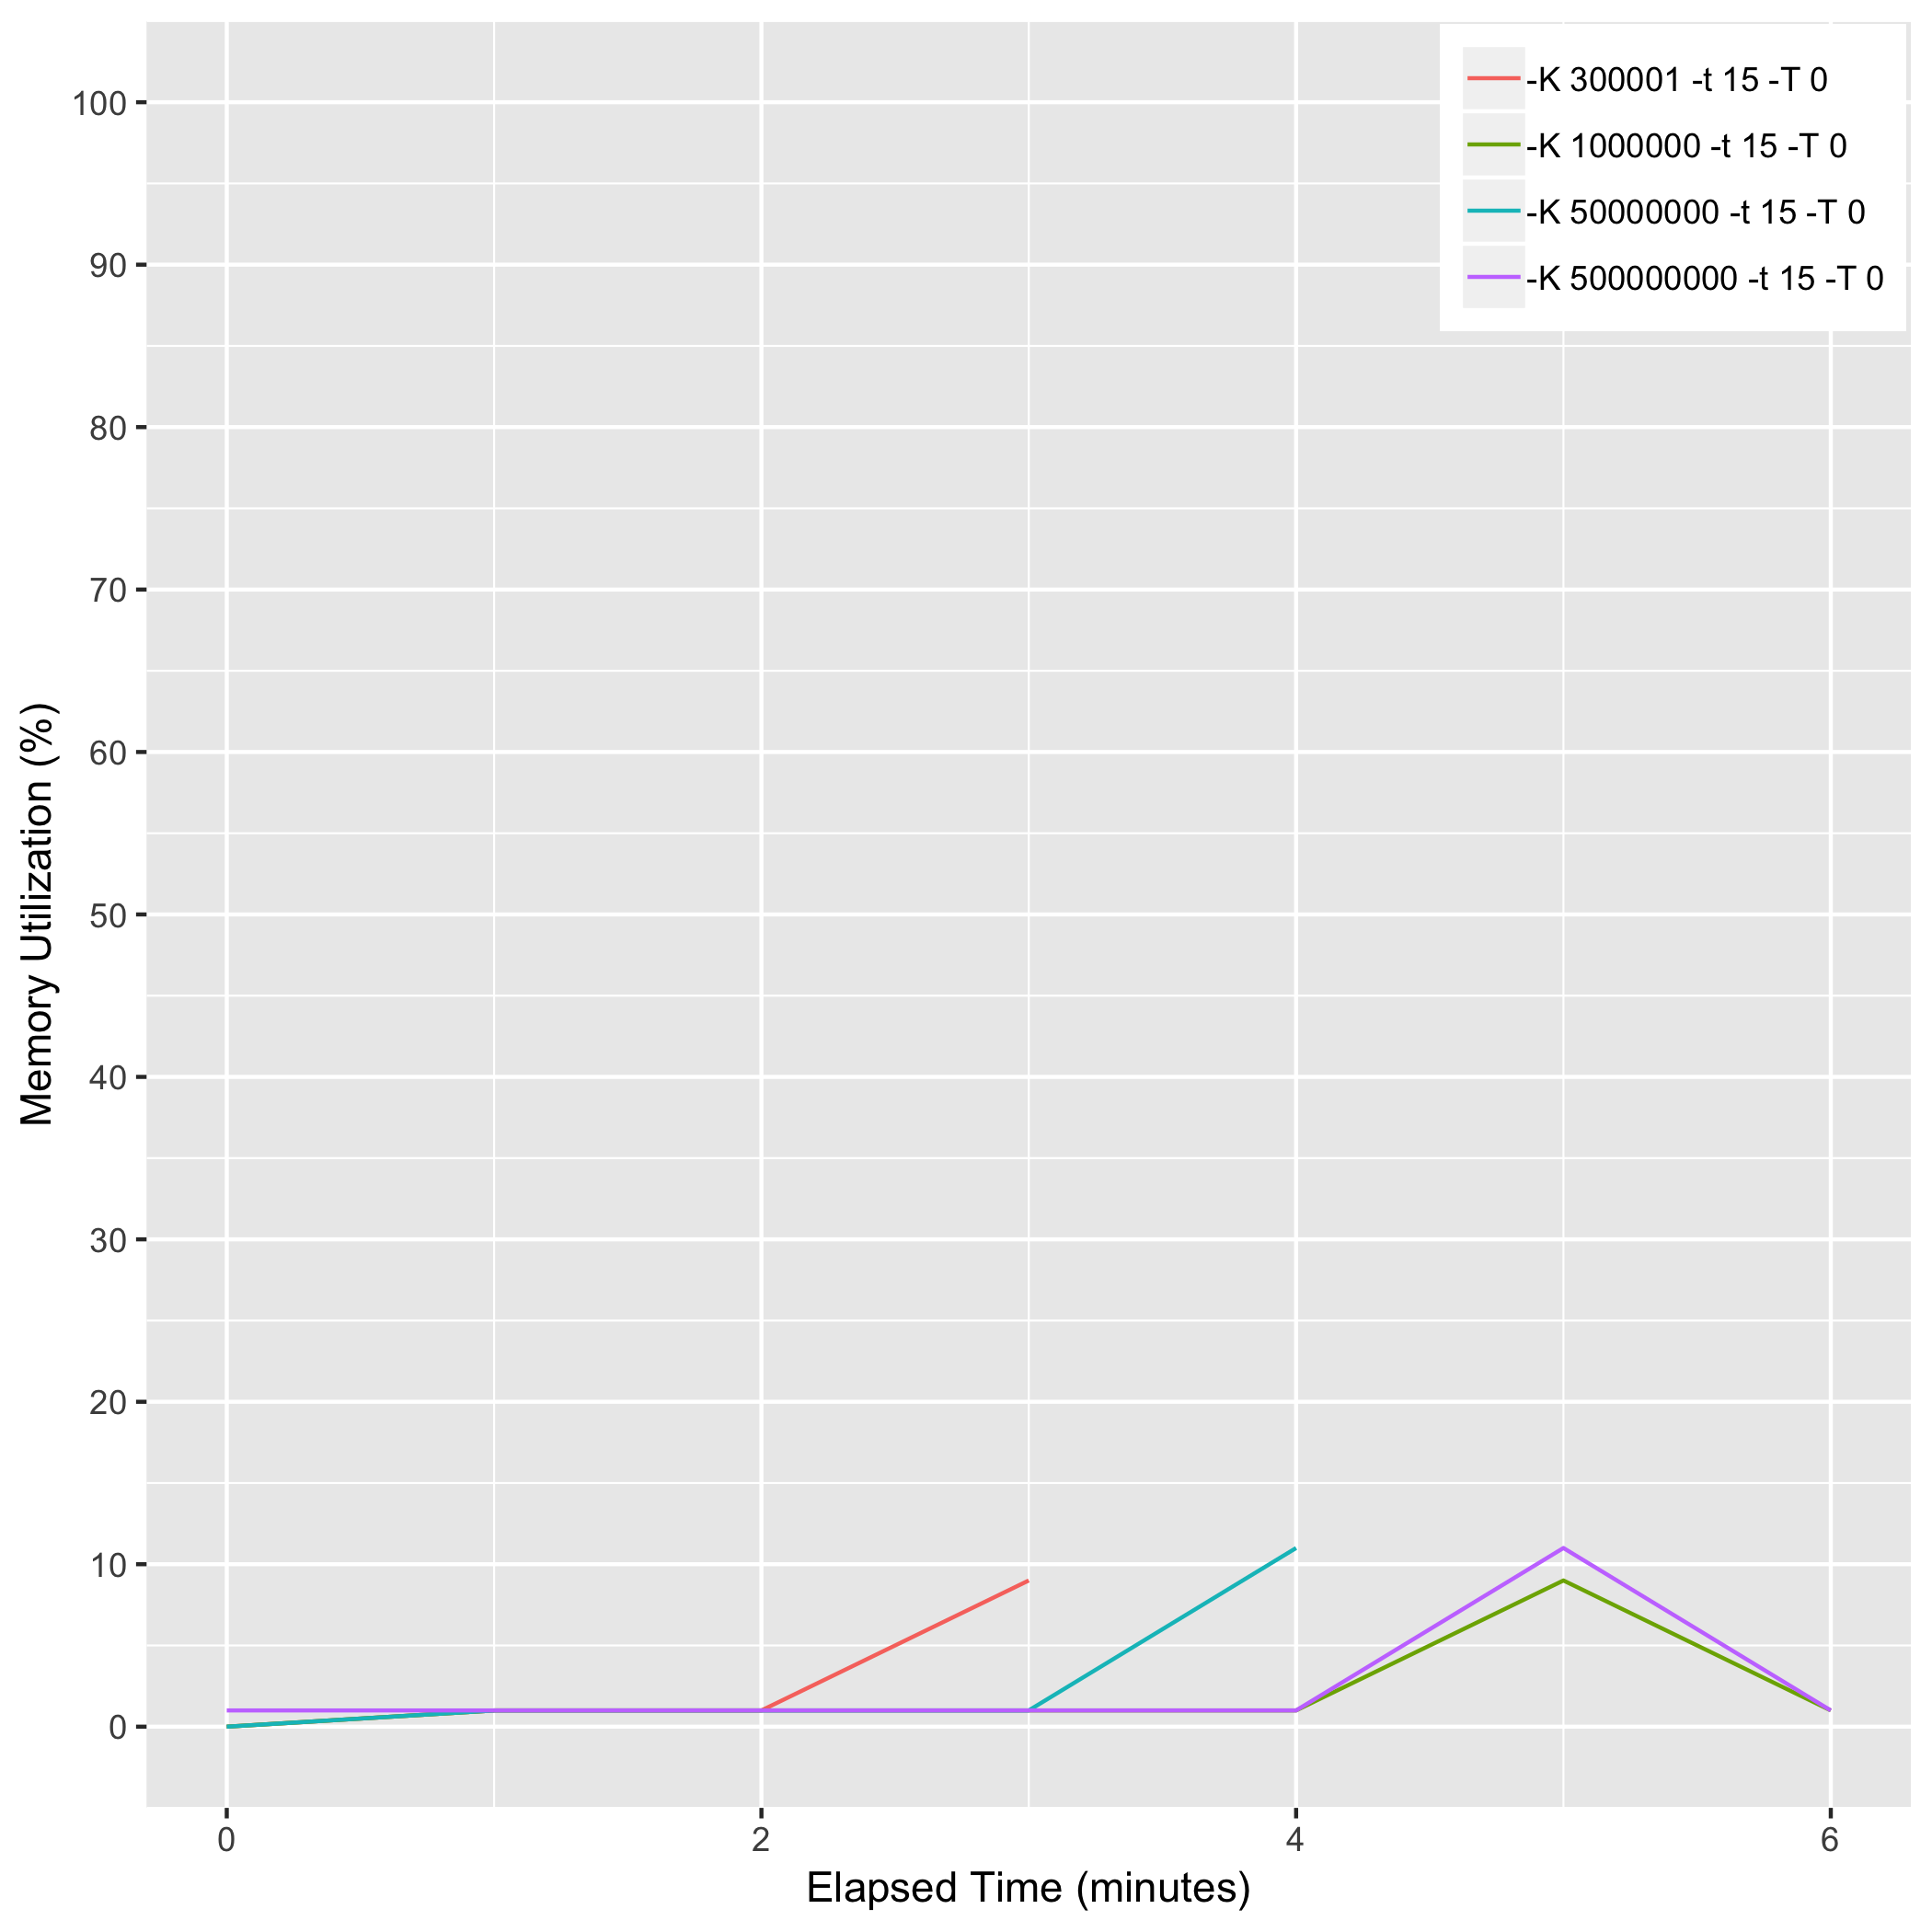 -K 300001 -t 15 -T 0
-K 1000000 -t 15 -T 0
-K 50000000 -t 15 -T 0
-K 500000000 -t 15 -T 0
Memory Utilization (%)
100
90
80
70
60
50
40
30
20
10
0
0 2 4 6
Elapsed Time (minutes)